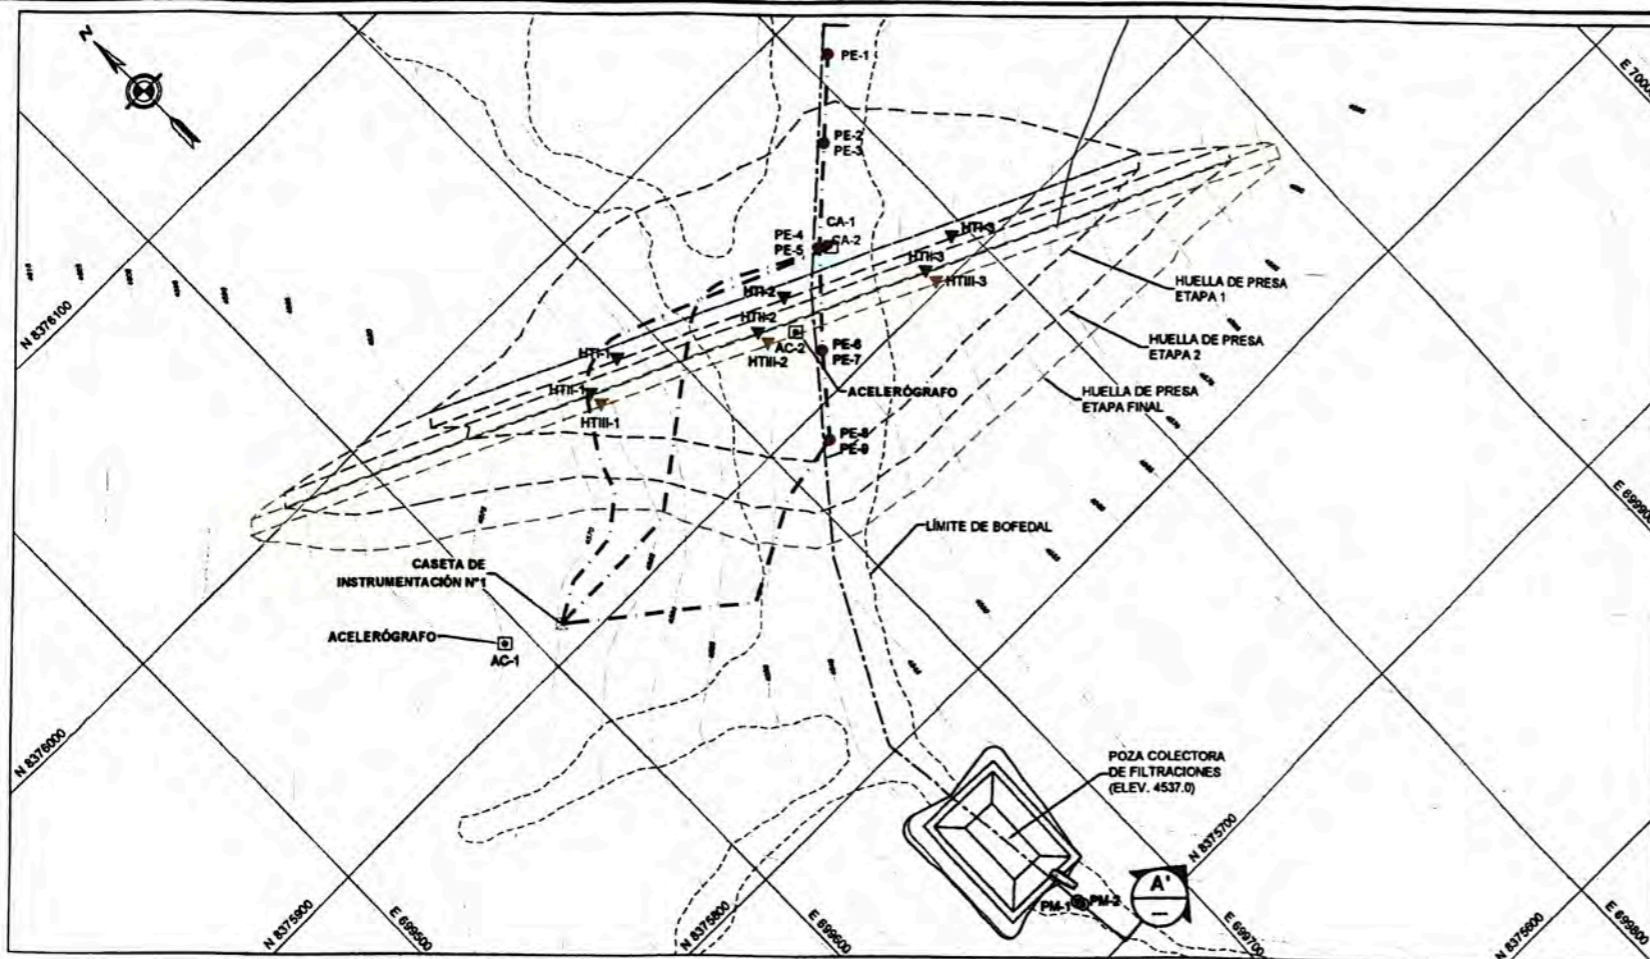 N
PE-1
E 7000
PE-2
PE-3
CA-1
PE-4
CA-2
PE-5
HTI-3
HTII-3
HTIII-3
HUELLA DE PRESA
ETAPA 1
HTI-2
HTII-2
AC-2
HTIII-2
PE-6
PE-7
HUELLA DE PRESA
ETAPA 2
N 8376100
HTI-1
HTII-1
HTIII-1
ACELERÓGRAFO
HUELLA DE PRESA
ETAPA FINAL
PE-8
PE-9
E 69990
LÍMITE DE BOFEDAL
CASETA DE
INSTRUMENTACIÓN N°1
ACELERÓGRAFO
AC-1
4570
N 8376000
POZA COLECTORA
DE FILTRACIONES
(ELEV. 4537.0)
N 8375700
A'
PM-1
PM-2
N 8375900
E 699500
N 8375800
E 699600
E 699700
N 8375600
E 699800